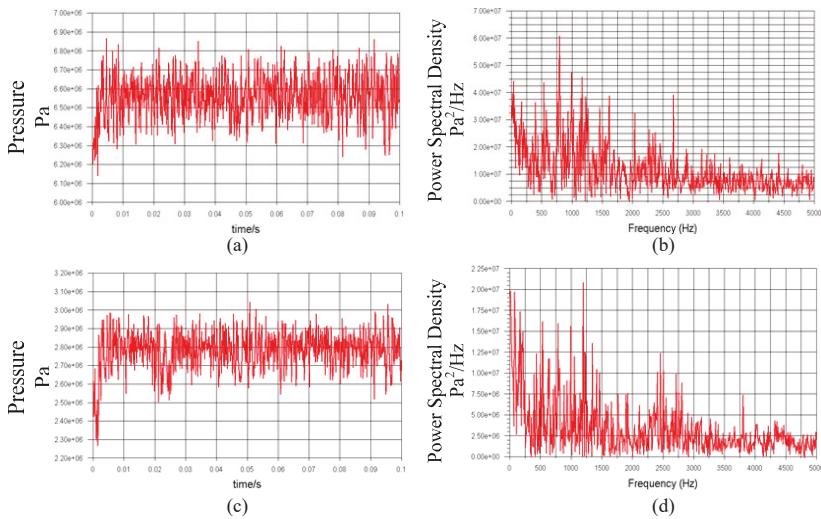 7.00e+06
6.90e+06
6.80e+06
6.70e+06
6.60e+06
6.50e+06
6.40e+06
6.30e+06
6.20e+06
6.10e+06
6.00e+06
Pressure
Pa
0 0.01 0.02 0.03 0.04 0.05 0.06 0.07 0.08 0.09 0.1
time/s
(a)
7.00e+07
6.00e+07
5.00e+07
4.00e+07
3.00e+07
2.00e+07
1.00e+07
0.00e+00
Power Spectral Density
Pa²/Hz
0 500 1000 1500 2000 2500 3000 3500 4000 4500 5000
Frequency (Hz)
(b)
3.20e+06
3.10e+06
3.00e+06
2.90e+06
2.80e+06
2.70e+06
2.60e+06
2.50e+06
2.40e+06
2.30e+06
2.20e+06
Pressure
Pa
0 0.01 0.02 0.03 0.04 0.05 0.06 0.07 0.08 0.09 0.1
time/s
(c)
2.25e+07
2.00e+07
1.75e+07
1.50e+07
1.25e+07
1.00e+07
7.50e+06
5.00e+06
2.50e+06
0.00e+00
Power Spectral Density
Pa²/Hz
0 500 1000 1500 2000 2500 3000 3500 4000 4500 5000
Frequency (Hz)
(d)